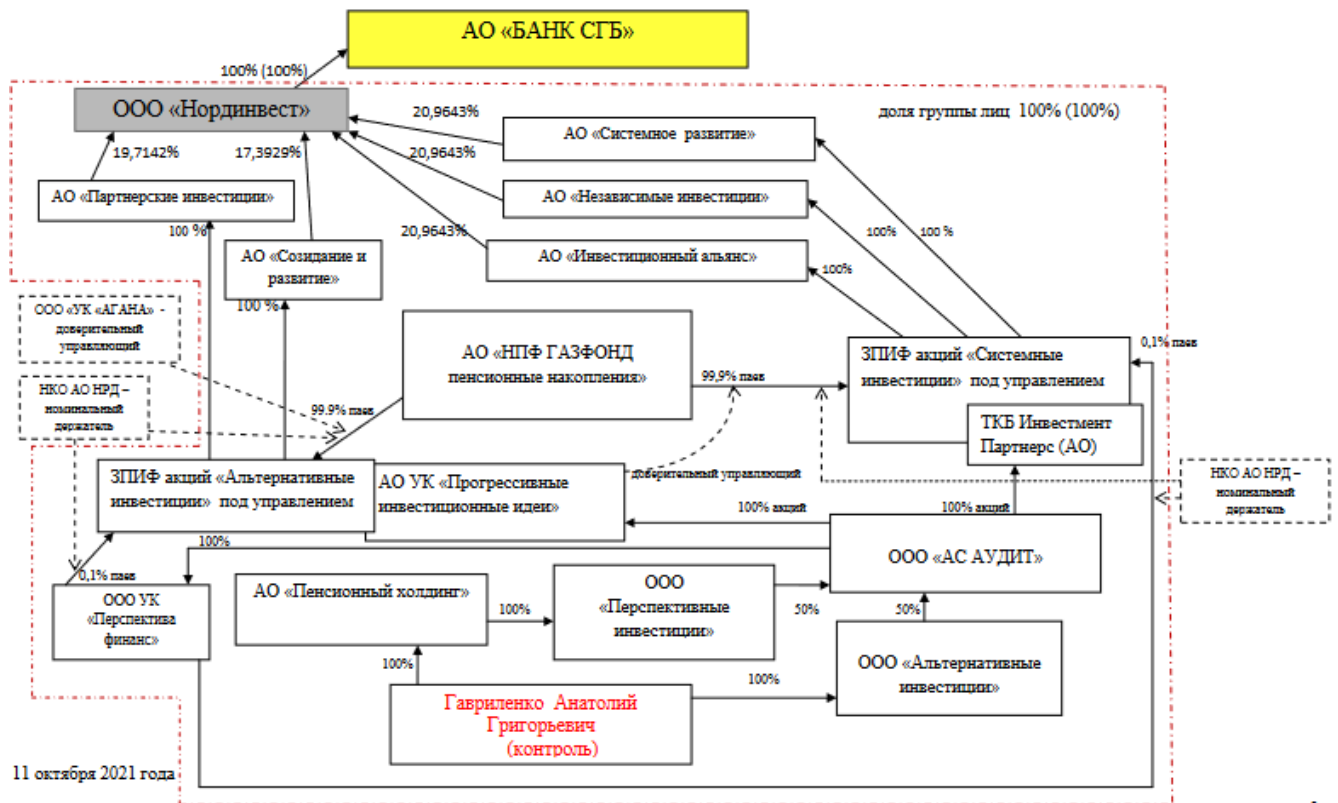 АО «БАНК СГБ»
100% (100%)
ООО «Нординвест»
доля группы лиц 100% (100%)
20,9643%
АО «Системное развитие»
19,7142%
17,3929%
20,9643%
АО «Партнерские инвестиции»
АО «Независимые инвестиции»
100 %
20,9643%
100%
100 %
АО «Созидание и
развитие»
АО «Инвестиционный альянс»
100%
100 %
ООО «УК «АГАНА» -
доверительный
управляющий
АО «НПФ ГАЗФОНД
пенсионные накопления»
ЗПИФ акций «Системные
инвестиции» под управлением
0,1% паев
99,9% паев
НКО АО НРД –
номинальный
держатель
99.9% паев
ТКБ Инвестмент
Партнерс (АО)
ЗПИФ акций «Альтернативные
инвестиции» под управлением
АО УК «Прогрессивные
инвестиционные идеи»
доверительный управляющий
НКО АО НРД –
номинальный
держатель
100% акций
100% акций
100%
ООО «АС АУДИТ»
0,1% паев
ООО УК
«Перспектива
финанс»
АО «Пенсионный холдинг»
100%
ООО
«Перспективные
инвестиции»
50%
50%
100%
ООО «Альтернативные
инвестиции»
100%
Гавриленко Анатолий
Григорьевич
(контроль)
11 октября 2021 года